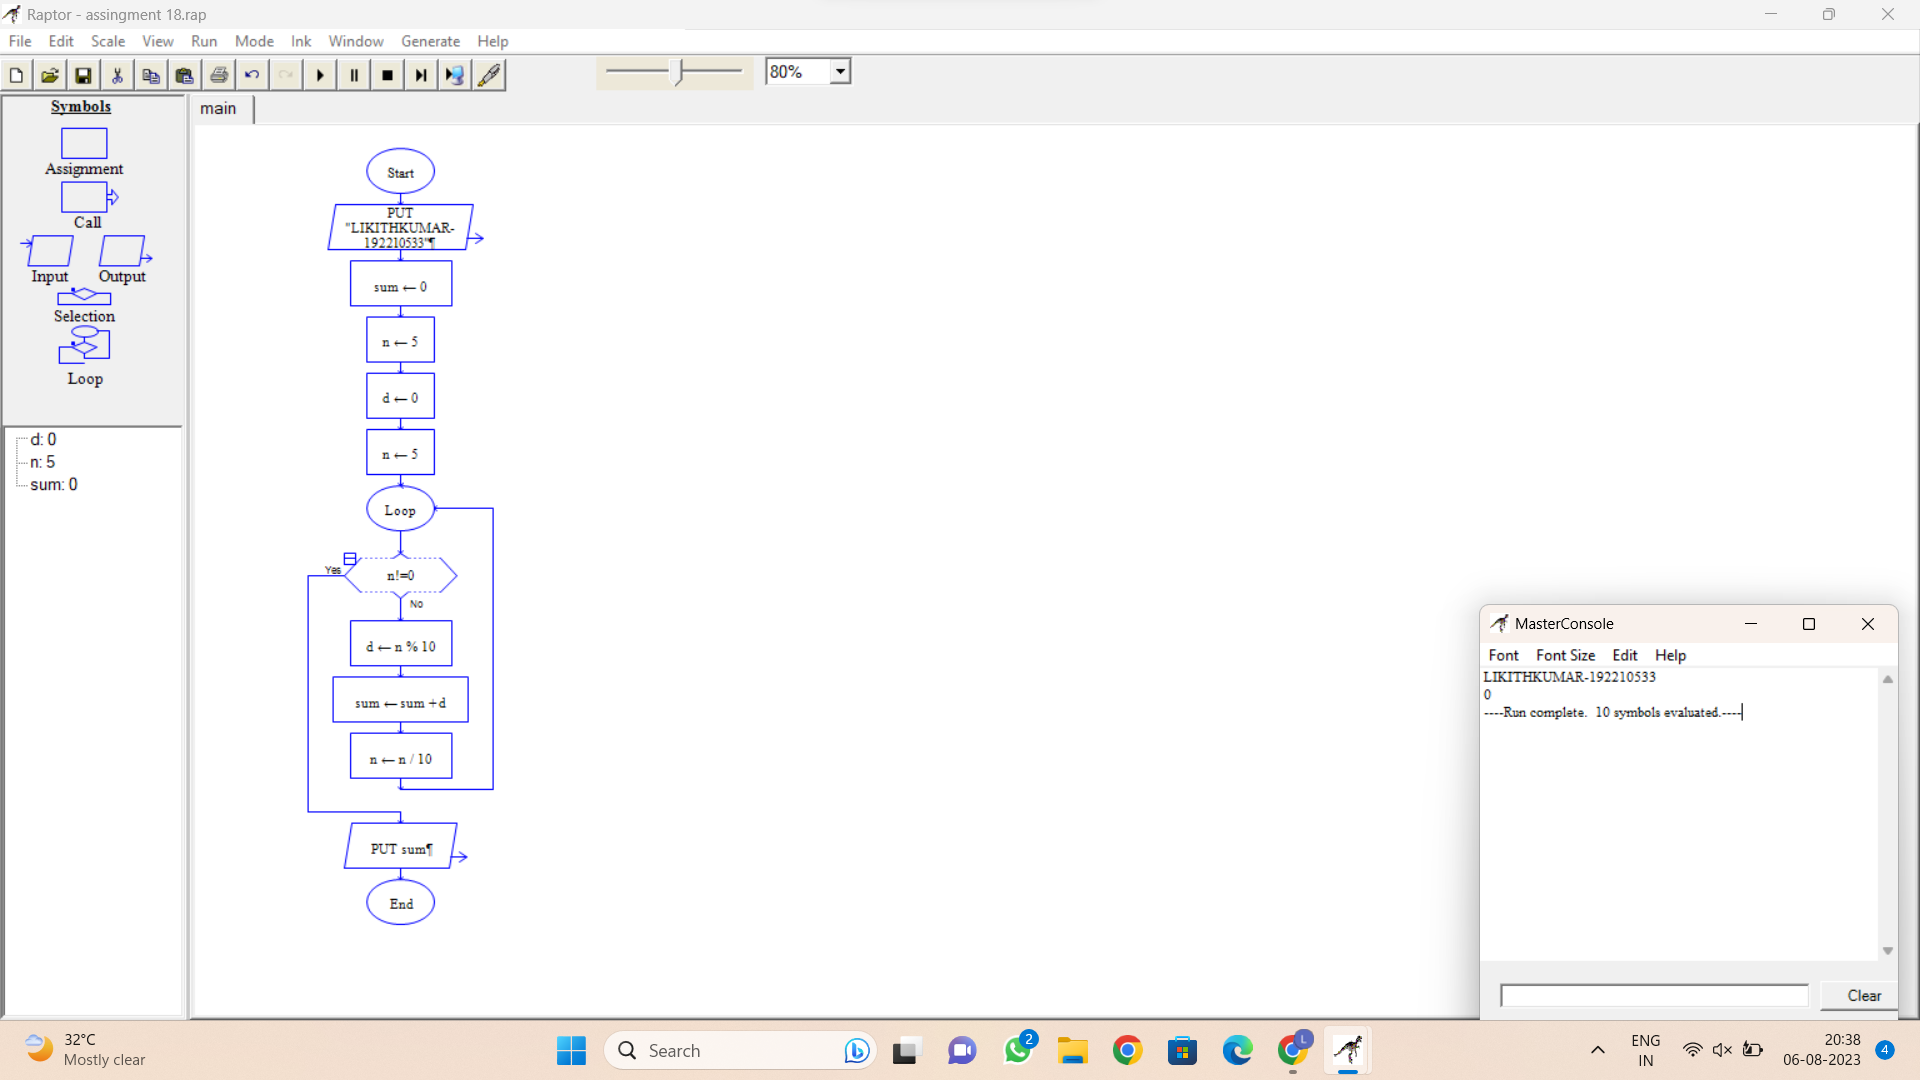 Raptor - assingment 18.rap
File Edit Scale View Run Mode Ink Window Generate Help
80%
Symbols
Assignment
Call
Input Output
Selection
Loop
d: 0
n: 5
sum: 0
main
Start
PUT
"LIKITHKUMAR-
192210533"¶
sum ← 0
n ← 5
d ← 0
n ← 5
Loop
Yes
n!=0
No
d ← n % 10
sum ← sum + d
n ← n / 10
PUT sum¶
End
MasterConsole
Font Font Size Edit Help
LIKITHKUMAR-192210533
0
----Run complete.  10 symbols evaluated.----
Clear
32°C
Mostly clear
Search
2
L
ENG
IN
20:38
06-08-2023
4